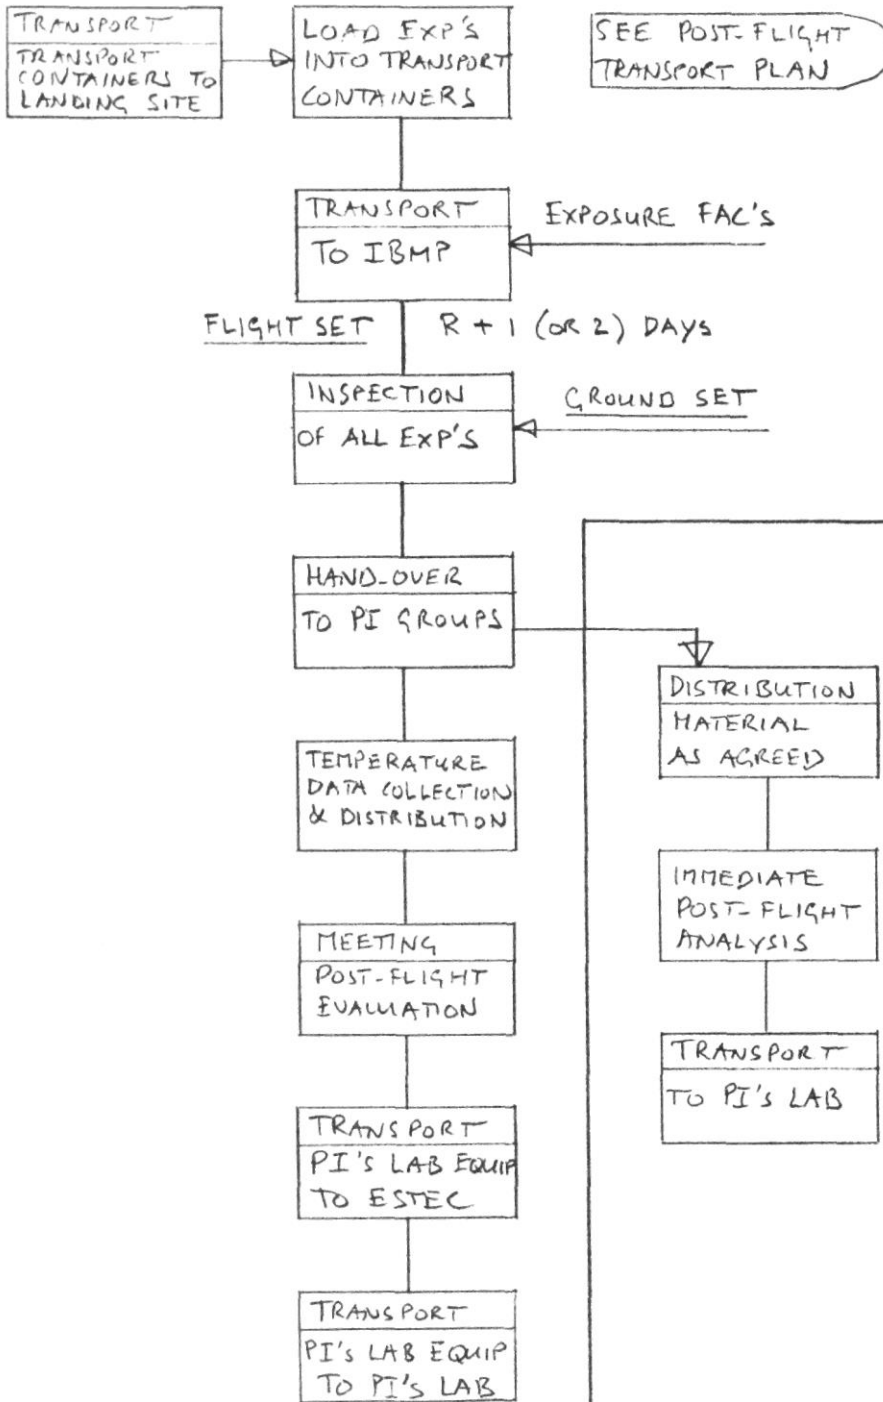 TRANSPORT
TRANSPORT
CONTAINERS TO
LANDING SITE
LOAD EXP'S
INTO TRANSPORT
CONTAINERS
SEE POST-FLIGHT
TRANSPORT PLAN
TRANSPORT
TO IBMP
EXPOSURE FAC'S
FLIGHT SET
R + 1 (OR 2) DAYS
INSPECTION
OF ALL EXP'S
GROUND SET
HAND-OVER
TO PI GROUPS
DISTRIBUTION
MATERIAL
AS AGREED
TEMPERATURE
DATA COLLECTION
& DISTRIBUTION
IMMEDIATE
POST-FLIGHT
ANALYSIS
MEETING
POST-FLIGHT
EVALUATION
TRANSPORT
TO PI'S LAB
TRANSPORT
PI'S LAB EQUIP
TO ESTEC
TRANSPORT
PI'S LAB EQUIP
TO PI'S LAB